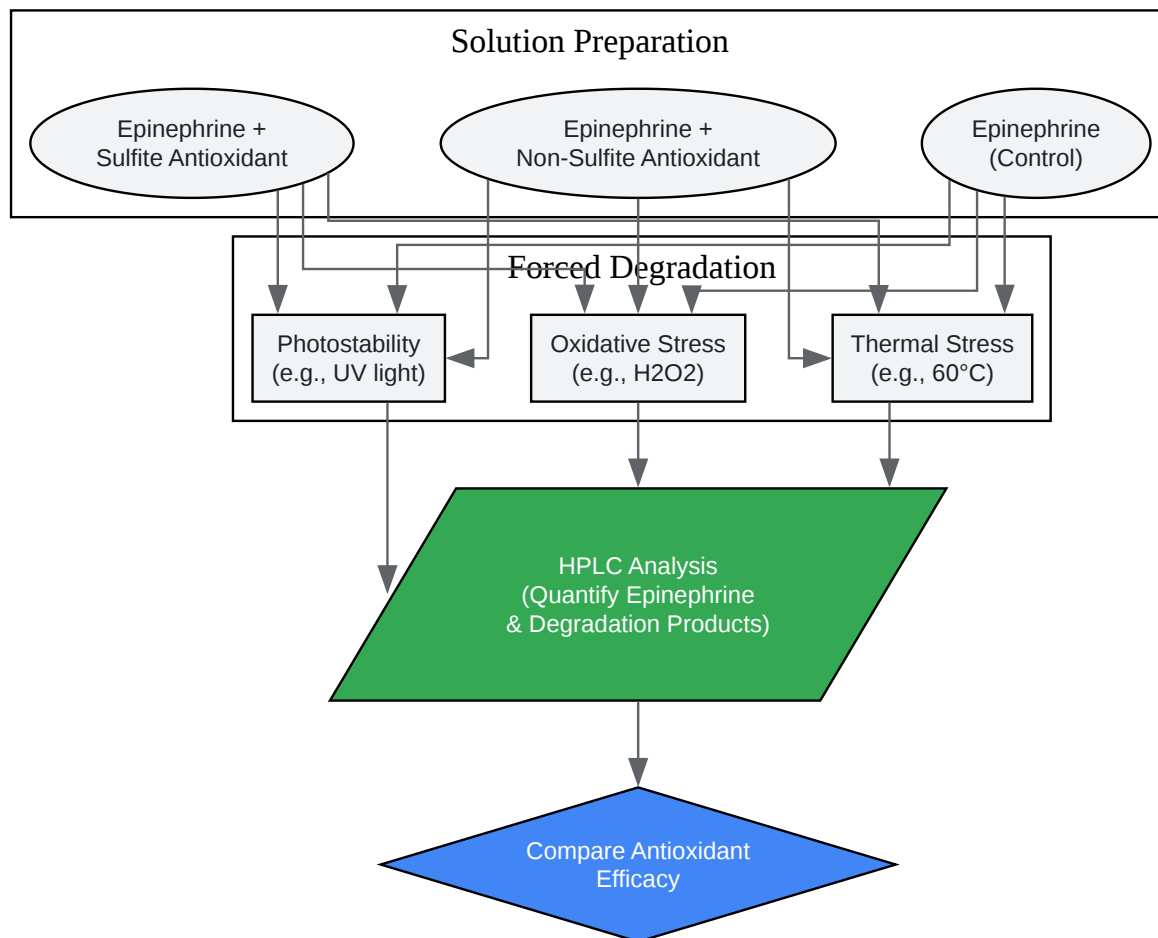 Solution Preparation
Epinephrine +
Sulfite Antioxidant
Epinephrine +
Non-Sulfite Antioxidant
Epinephrine
(Control)
Forced Degradation
Photostability
(e.g., UV light)
Oxidative Stress
(e.g., H2O2)
Thermal Stress
(e.g., 60°C)
HPLC Analysis
(Quantify Epinephrine
& Degradation Products)
Compare Antioxidant
Efficacy